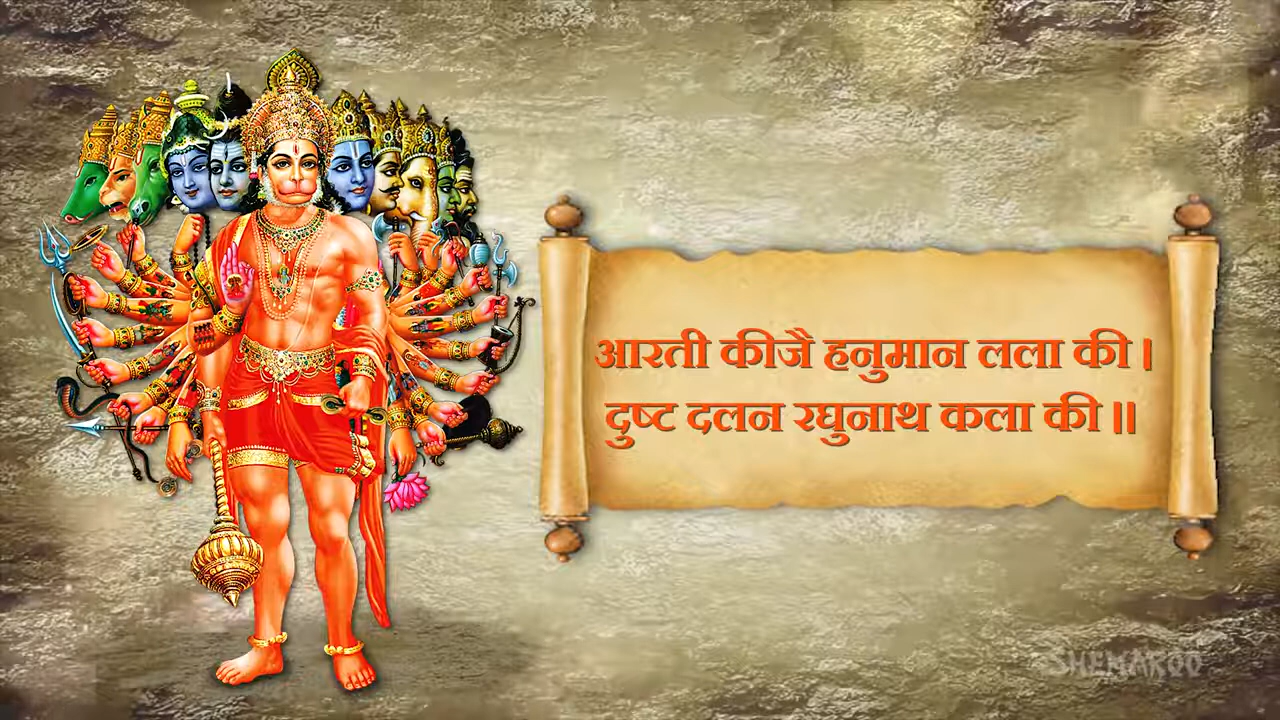 आरती कीजै हनुमान लला की।
दुष्ट दलन रघुनाथ कला की॥
SHEMAROO